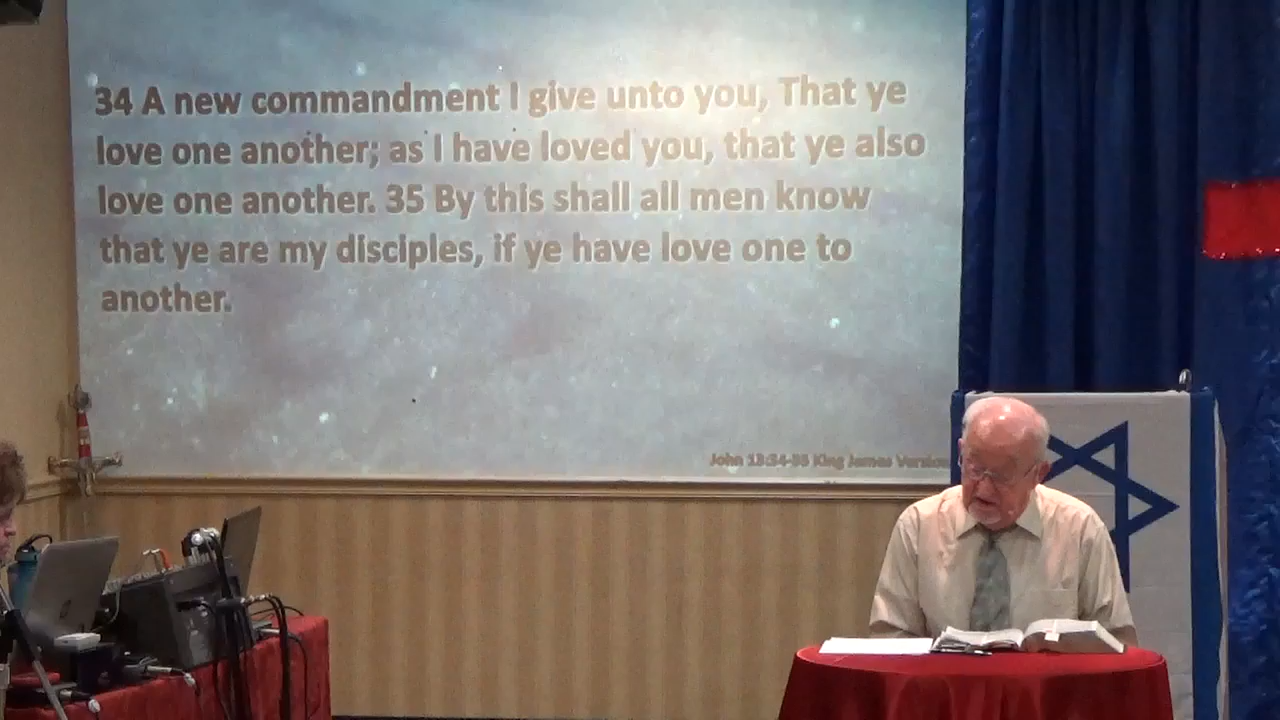 34 A new commandment I give unto you, That ye
love one another; as I have loved you, that ye also
love one another. 35 By this shall all men know
that ye are my disciples, if ye have love one to
another.
John 13:34-35 King James Version